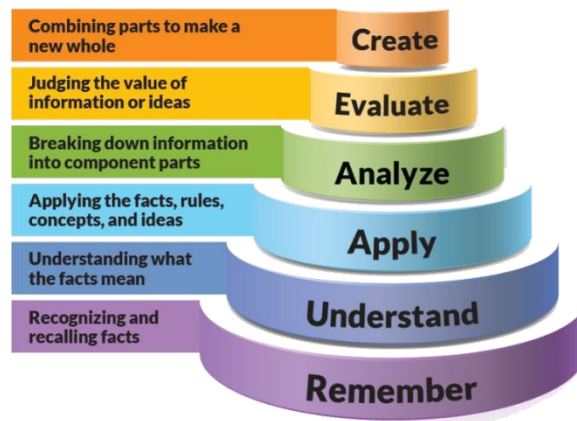 Combining parts to make a
new whole
Create
Judging the value of
information or ideas
Evaluate
Breaking down information
into component parts
Analyze
Applying the facts, rules,
concepts, and ideas
Apply
Understanding what
the facts mean
Understand
Recognizing and
recalling facts
Remember